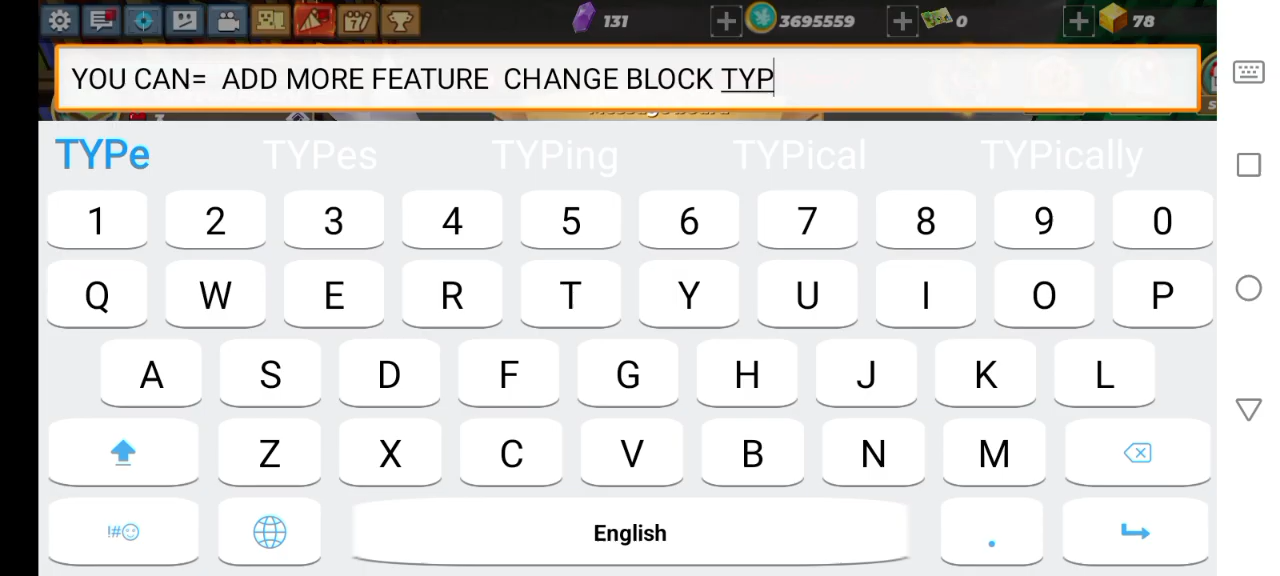 131 3695559 0 78
YOU CAN=  ADD MORE FEATURE  CHANGE BLOCK TYP
TYPe TYPes TYPing TYPical TYPically
1 2 3 4 5 6 7 8 9 0
Q W E R T Y U I O P
A S D F G H J K L
Z X C V B N M
!#☺ English .